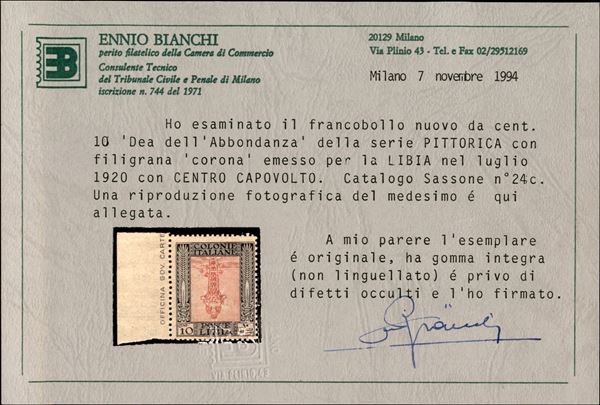 ENNIO BIANCHI
perito filatelico della Camera di Commercio
Consulente Tecnico
del Tribunale Civile e Penale di Milano
iscrizione n. 744 del 1971
20129 Milano
Via Plinio 43 - Tel. e Fax 02/29512169
Milano 7 novembre 1994
Ho esaminato il francobollo nuovo da cent.
10 'Dea dell'Abbondanza' della serie PITTORICA con
filigrana 'corona' emesso per la LIBIA nel luglio
1920 con CENTRO CAPOVOLTO. Catalogo Sassone n°24c.
Una riproduzione fotografica del medesimo é qui
allegata.
A mio parere l'esemplare
é originale, ha gomma integra
(non linguellato) é privo di
difetti occulti e l'ho firmato.
OFFICINA GOV. CARTE
COLONIE
ITALIANE
10
LIBIA